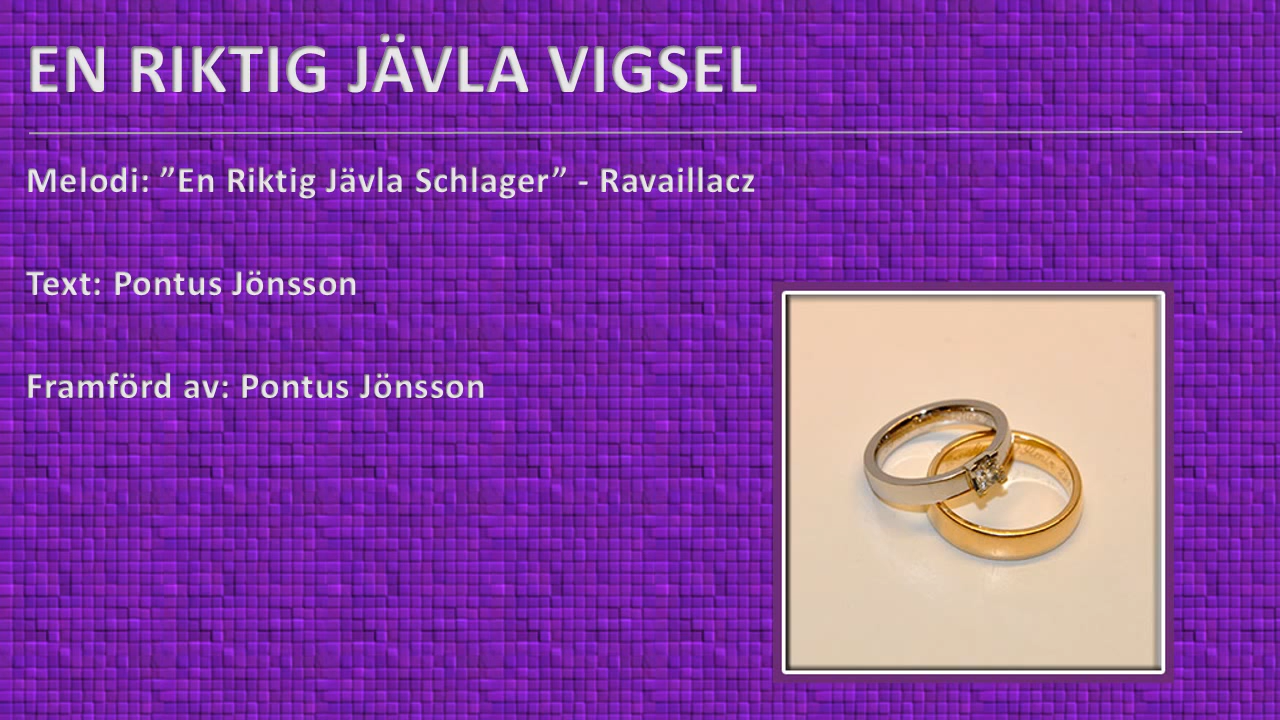 EN RIKTIG JÄVLA VIGSEL
Melodi: ”En Riktig Jävla Schlager” - Ravaillacz
Text: Pontus Jönsson
Framförd av: Pontus Jönsson